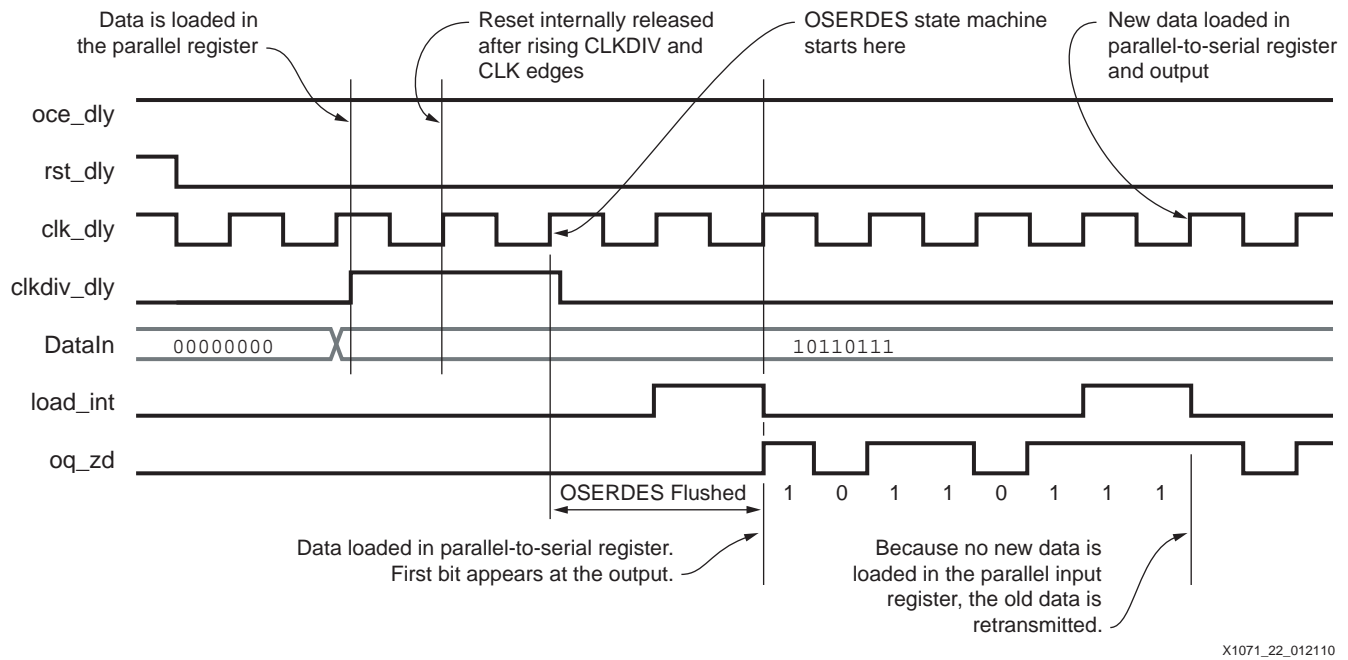 Data is loaded in
the parallel register
Reset internally released
after rising CLKDIV and
CLK edges
OSERDES state machine
starts here
New data loaded in
parallel-to-serial register
and output
oce_dly
rst_dly
clk_dly
clkdiv_dly
DataIn
00000000
10110111
load_int
oq_zd
OSERDES Flushed
1 0 1 1 0 1 1 1
Data loaded in parallel-to-serial register.
First bit appears at the output.
Because no new data is
loaded in the parallel input
register, the old data is
retransmitted.
X1071_22_012110